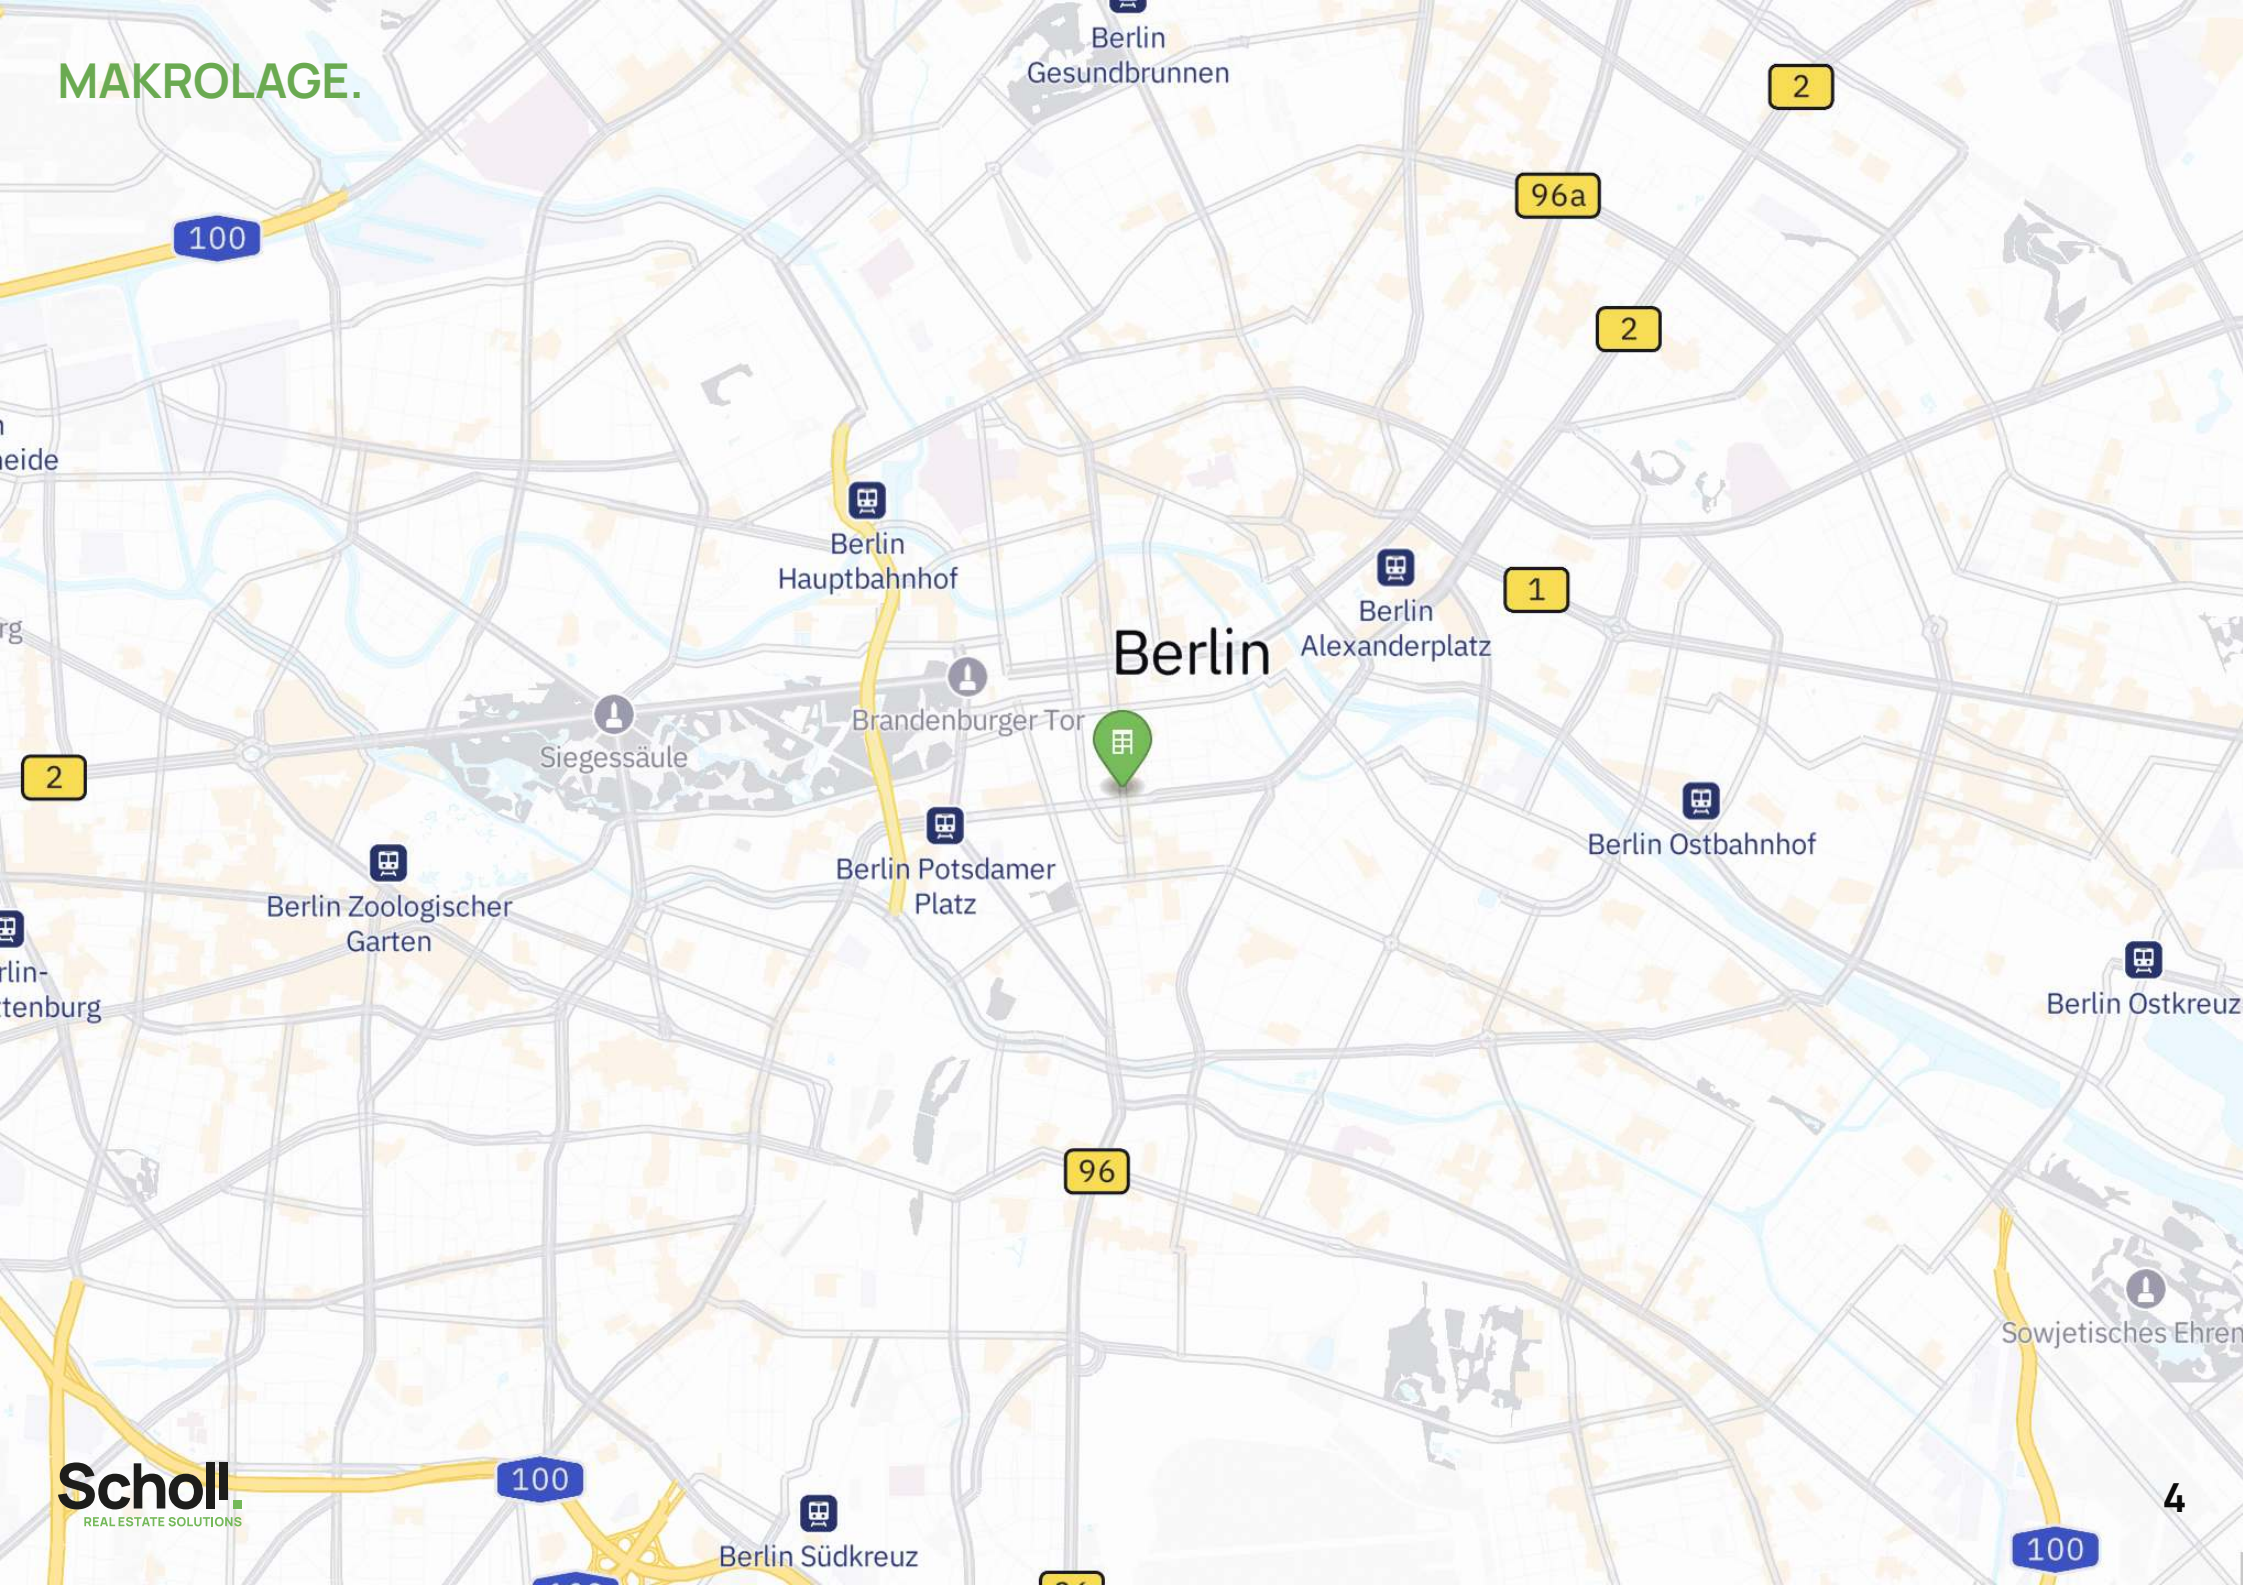 MAKROLAGE.
Berlin
Gesundbrunnen
2
96a
100
2
Berlin
Hauptbahnhof
Berlin
Alexanderplatz
1
Berlin
Brandenburger Tor
Siegessäule
2
Berlin Potsdamer
Platz
Berlin Ostbahnhof
Berlin Zoologischer
Garten
Berlin Ostkreuz
96
Sowjetisches
100
Berlin Südkreuz
100
Scholl.
REAL ESTATE SOLUTIONS
4